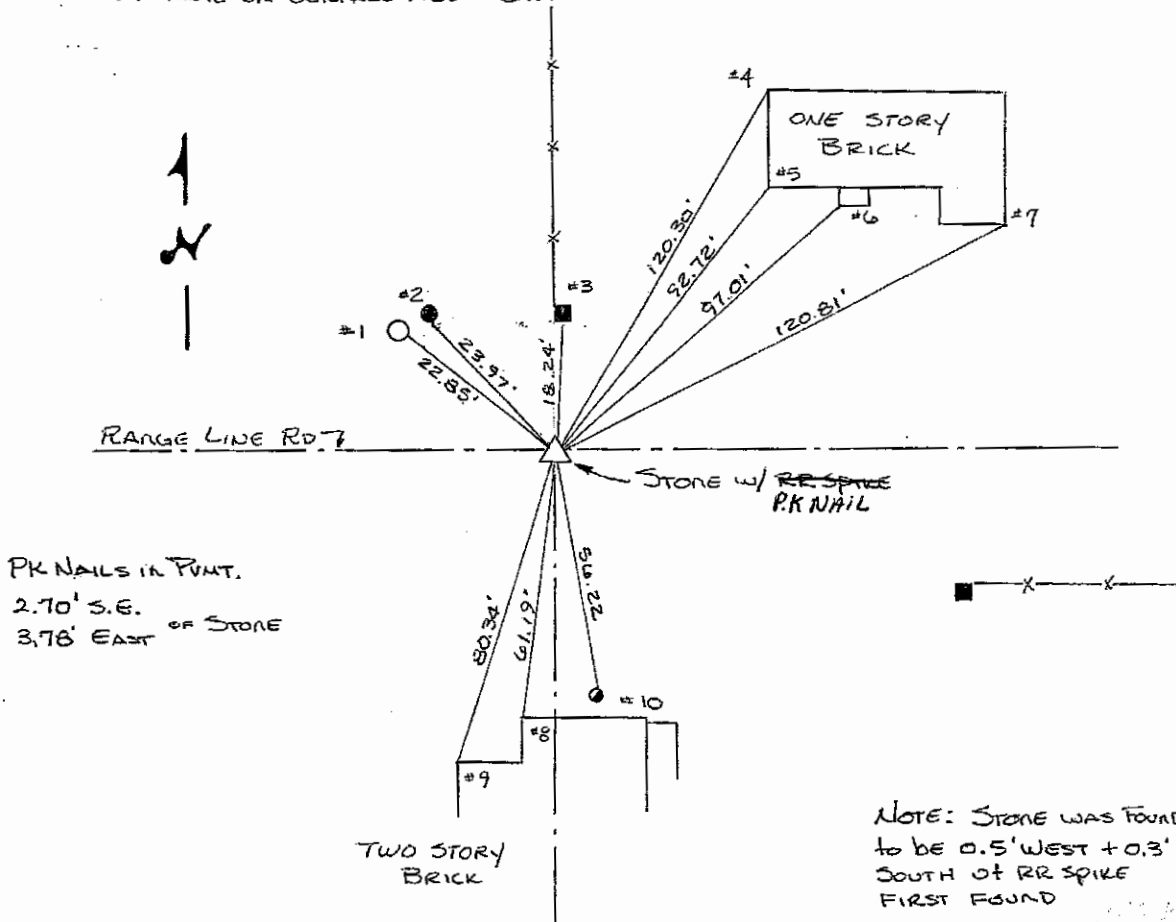 #4
ONE STORY
BRICK
#5
#6
#7
N
#2
#3
#1
120.30'
92.72'
97.01'
120.81'
23.97'
22.85'
18.24'
RANGE LINE RD
STONE w/ RR SPIKE
P.K NAIL
PK NAILS in PVMT.
2.70' S.E.
3.78' EAST OF STONE
80.34'
61.19'
56.22
#10
#8
#9
TWO STORY
BRICK
NOTE: STONE WAS FOUND
to be 0.5' WEST + 0.3'
SOUTH of RR SPIKE
FIRST FOUND